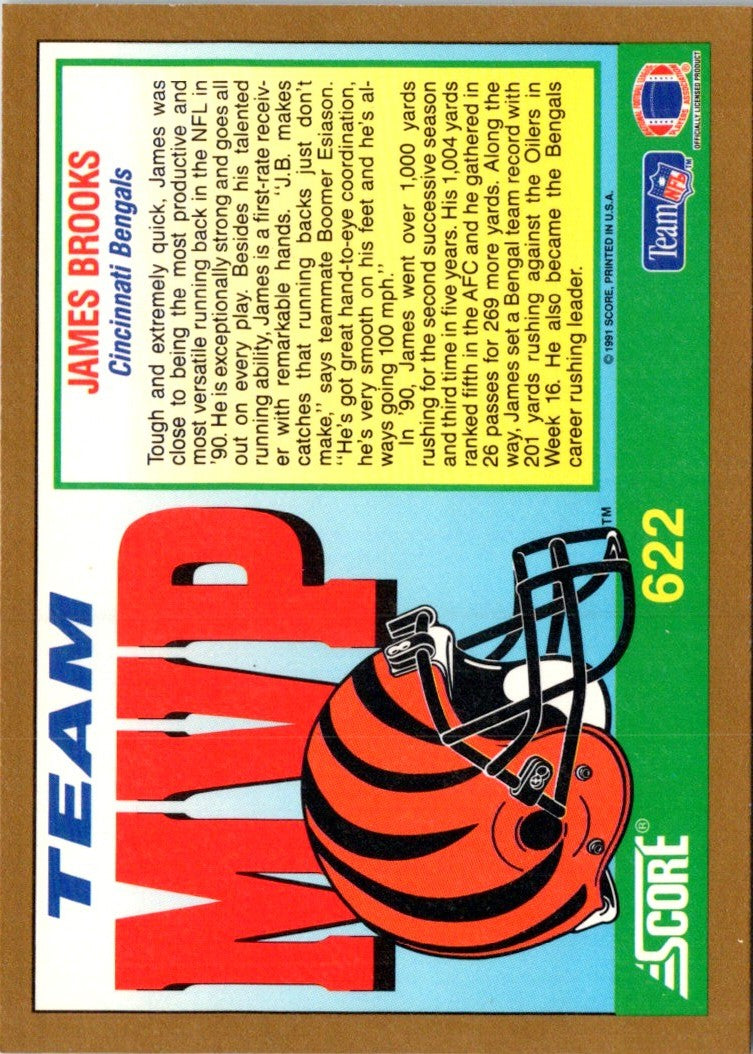 TEAM
MVP
JAMES BROOKS
Cincinnati Bengals
Tough and extremely quick, James was
close to being the most productive and
most versatile running back in the NFL in
'90. He is exceptionally strong and goes all
out on every play. Besides his talented
running ability, James is a first-rate receiv-
er with remarkable hands. "J.B. makes
catches that running backs just don't
make," says teammate Boomer Esiason.
"He's got great hand-to-eye coordination,
he's very smooth on his feet and he's al-
ways going 100 mph."
In '90, James went over 1,000 yards
rushing for the second successive season
and third time in five years. His 1,004 yards
ranked fifth in the AFC and he gathered in
26 passes for 269 more yards. Along the
way, James set a Bengal team record with
201 yards rushing against the Oilers in
Week 16. He also became the Bengals
career rushing leader.
TM
© 1991 SCORE, PRINTED IN U.S.A.
SCORE®
622
Team NFL™
OFFICIALLY LICENSED PRODUCT